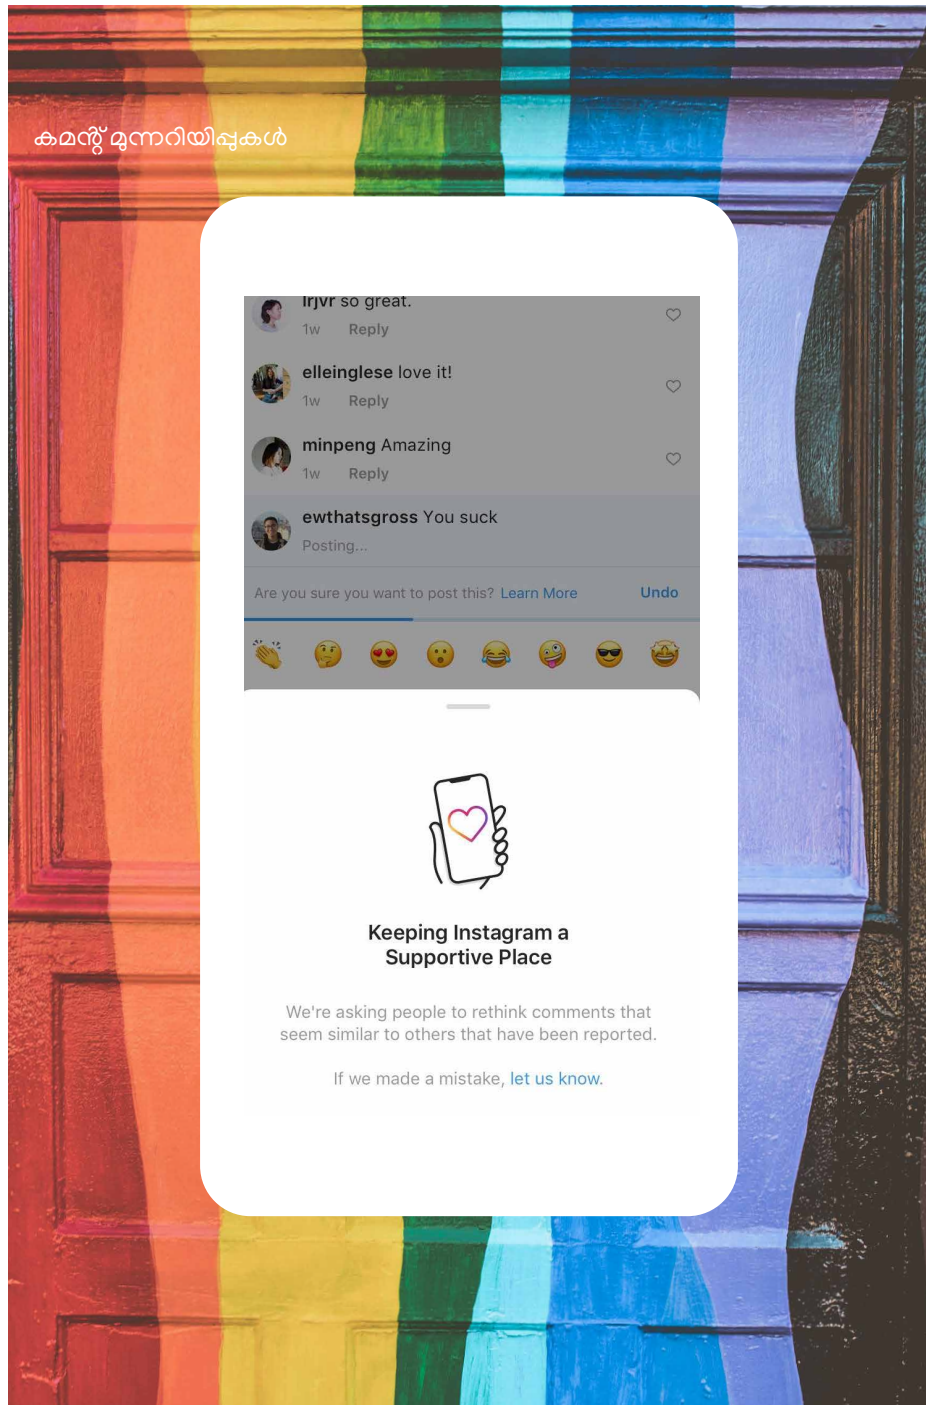 കമന്റ് മുന്നറിയിപ്പുകൾ
lrjvr so great.
1w Reply
elleinglese love it!
1w Reply
minpeng Amazing
1w Reply
ewthatsgross You suck
Posting...
Are you sure you want to post this? Learn More Undo
Keeping Instagram a
Supportive Place
We're asking people to rethink comments that
seem similar to others that have been reported.
If we made a mistake, let us know.